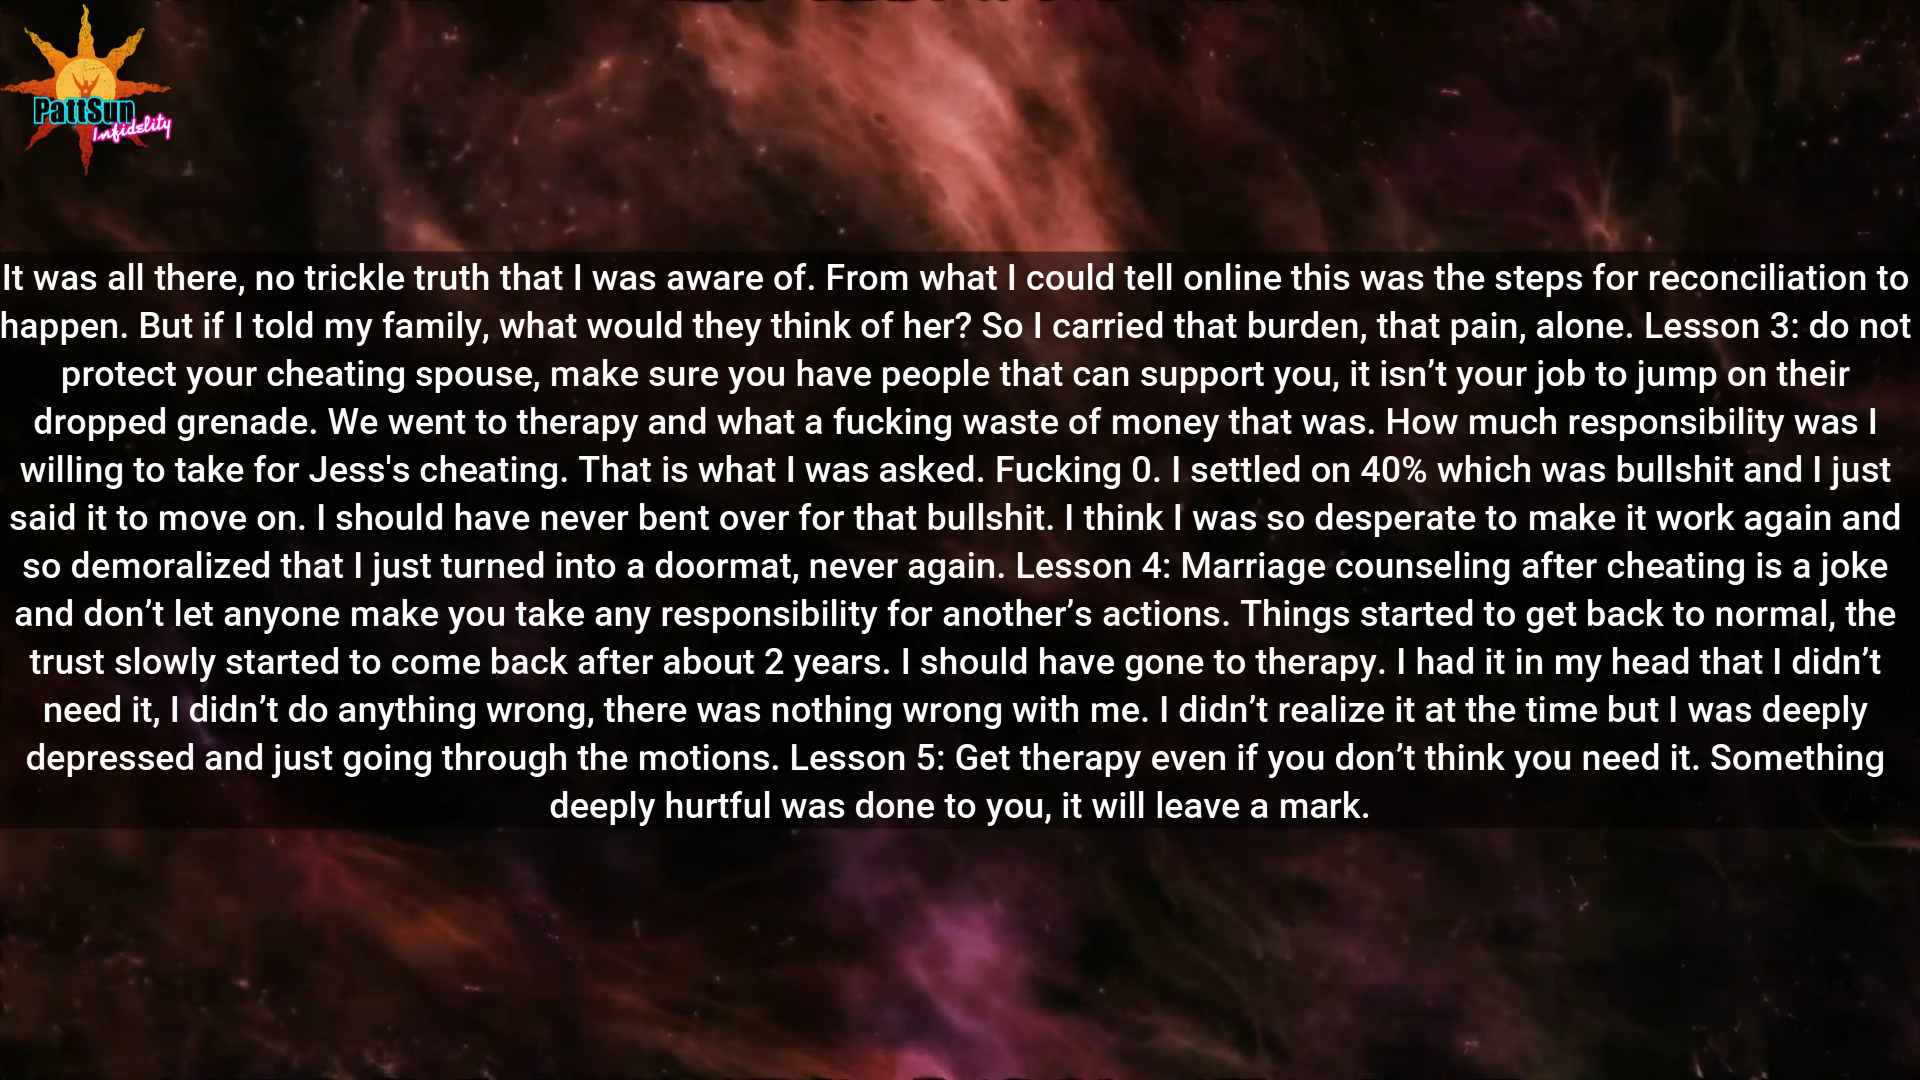 PattSun
Infidelity
It was all there, no trickle truth that I was aware of. From what I could tell online this was the steps for reconciliation to
happen. But if I told my family, what would they think of her? So I carried that burden, that pain, alone. Lesson 3: do not
protect your cheating spouse, make sure you have people that can support you, it isn’t your job to jump on their
dropped grenade. We went to therapy and what a fucking waste of money that was. How much responsibility was I
willing to take for Jess's cheating. That is what I was asked. Fucking 0. I settled on 40% which was bullshit and I just
said it to move on. I should have never bent over for that bullshit. I think I was so desperate to make it work again and
so demoralized that I just turned into a doormat, never again. Lesson 4: Marriage counseling after cheating is a joke
and don’t let anyone make you take any responsibility for another’s actions. Things started to get back to normal, the
trust slowly started to come back after about 2 years. I should have gone to therapy. I had it in my head that I didn’t
need it, I didn’t do anything wrong, there was nothing wrong with me. I didn’t realize it at the time but I was deeply
depressed and just going through the motions. Lesson 5: Get therapy even if you don’t think you need it. Something
deeply hurtful was done to you, it will leave a mark.